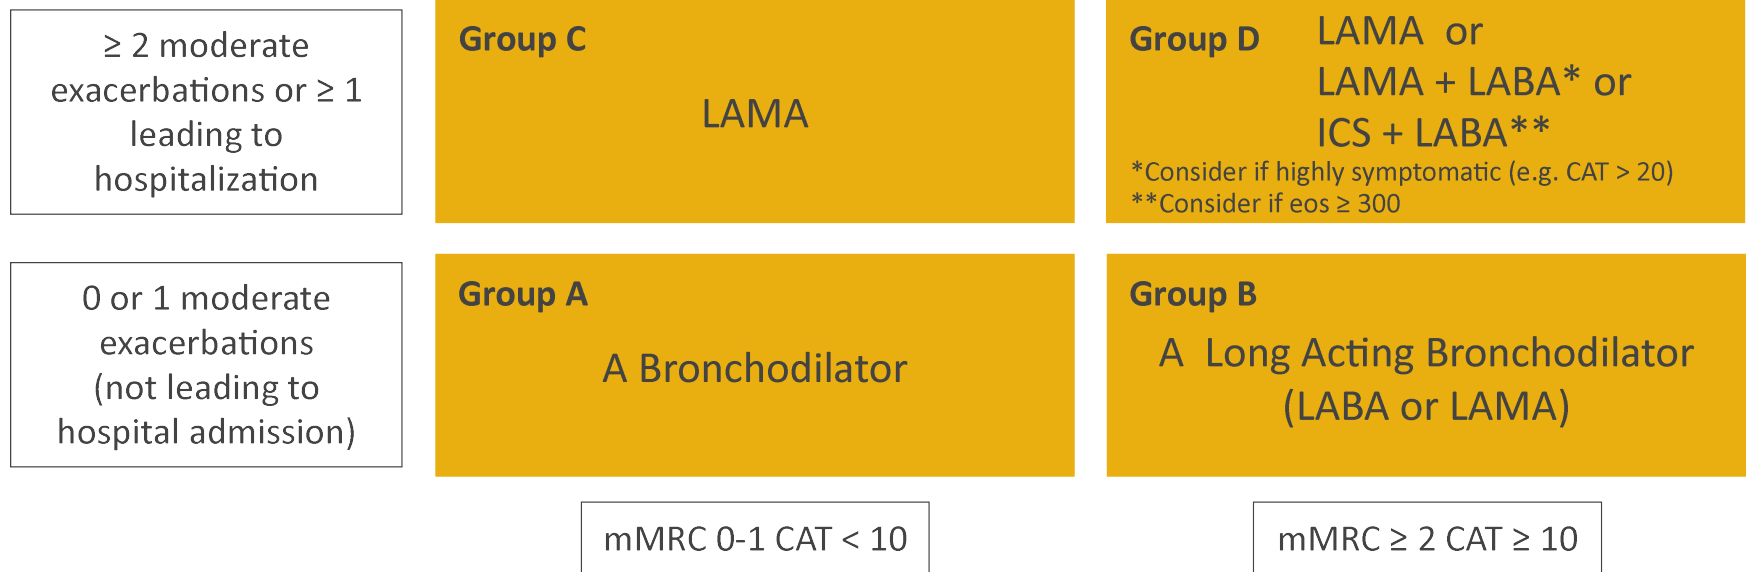 ≥ 2 moderate
exacerbations or ≥ 1
leading to
hospitalization
Group C
LAMA
Group D
LAMA or
LAMA + LABA* or
ICS + LABA**
*Consider if highly symptomatic (e.g. CAT > 20)
**Consider if eos ≥ 300
0 or 1 moderate
exacerbations
(not leading to
hospital admission)
Group A
A Bronchodilator
Group B
A Long Acting Bronchodilator
(LABA or LAMA)
mMRC 0-1 CAT < 10
mMRC ≥ 2 CAT ≥ 10